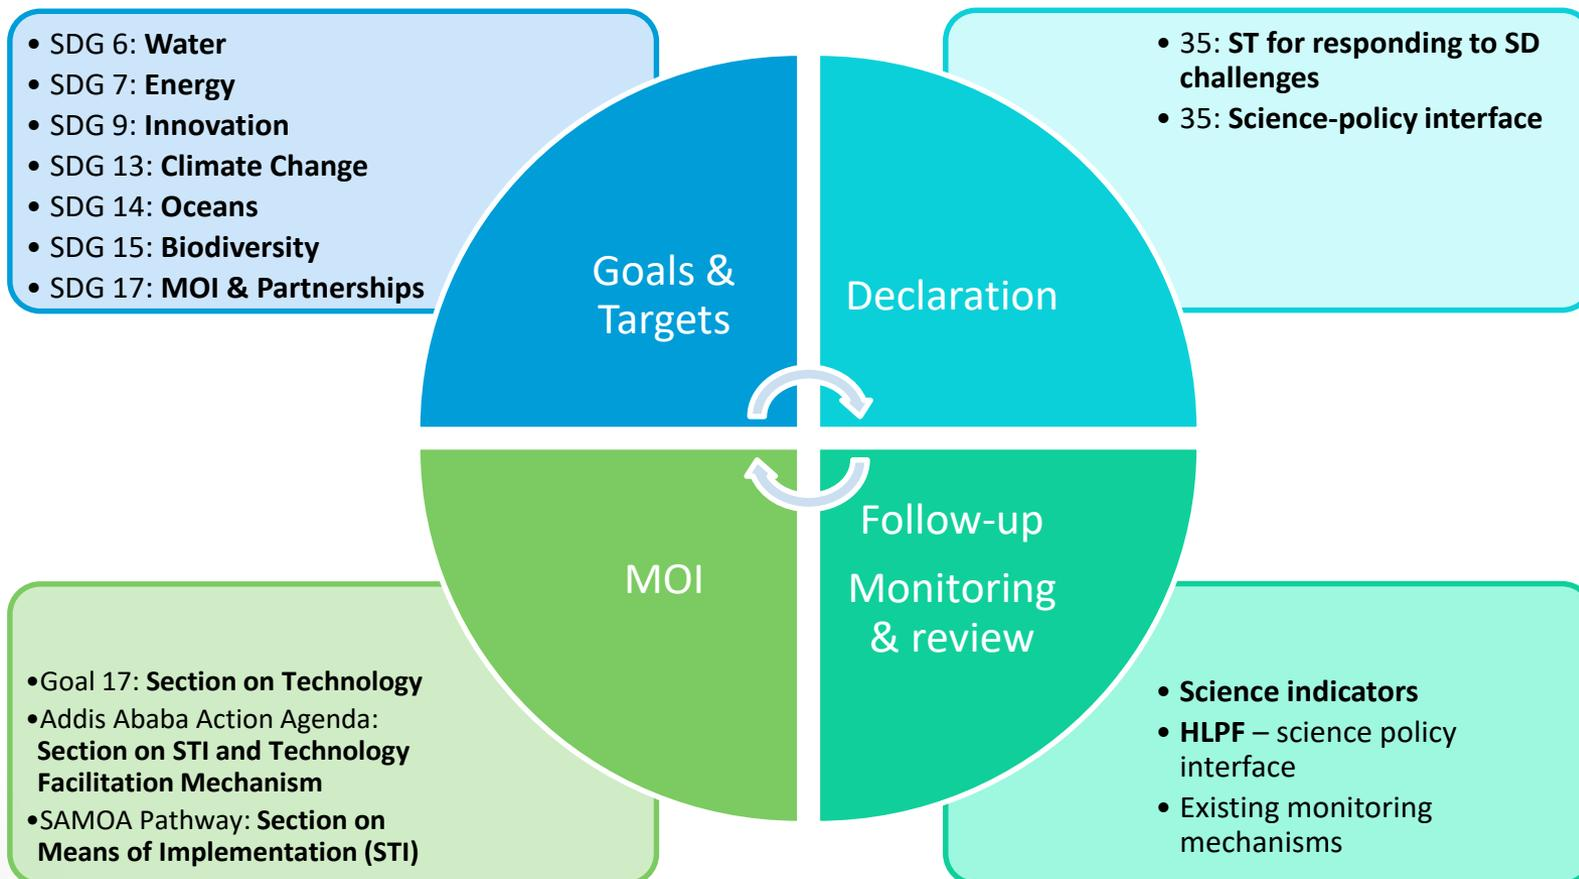 • SDG 6: Water
• SDG 7: Energy
• SDG 9: Innovation
• SDG 13: Climate Change
• SDG 14: Oceans
• SDG 15: Biodiversity
• SDG 17: MOI & Partnerships
• 35: ST for responding to SD
challenges
• 35: Science-policy interface
Goals &
Targets
Declaration
MOI
Follow-up
Monitoring
& review
•Goal 17: Section on Technology
•Addis Ababa Action Agenda:
Section on STI and Technology
Facilitation Mechanism
•SAMOA Pathway: Section on
Means of Implementation (STI)
• Science indicators
• HLPF – science policy
interface
• Existing monitoring
mechanisms